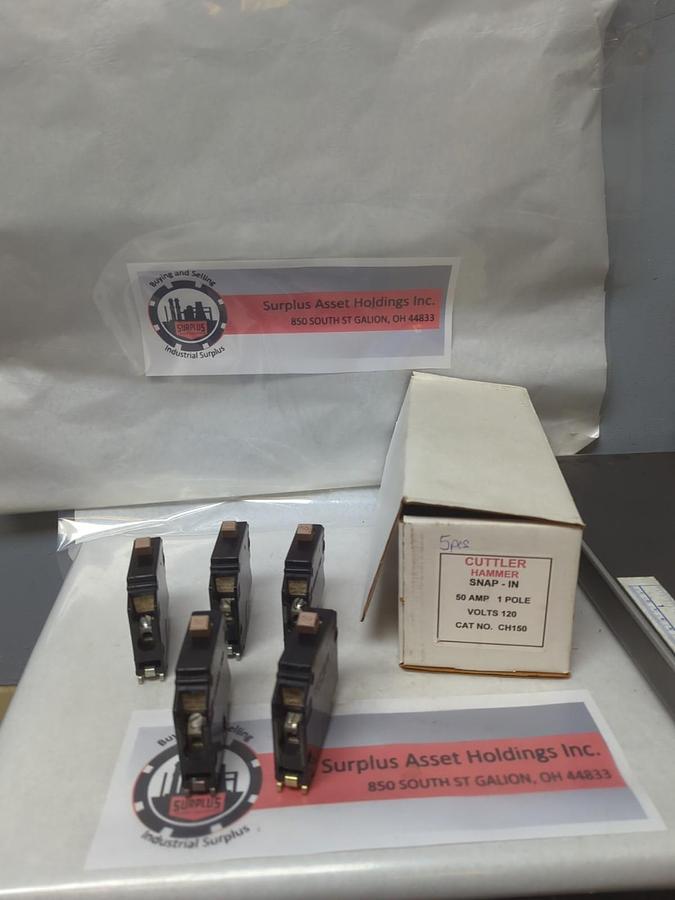 Buying and Selling
SURPLUS
Industrial Surplus
Surplus Asset Holdings Inc.
850 SOUTH ST GALION, OH 44833
5pcs
CUTTLER
HAMMER
SNAP - IN
50 AMP 1 POLE
VOLTS 120
CAT NO. CH150
Buying and Selling
SURPLUS
Industrial Surplus
Surplus Asset Holdings Inc.
850 SOUTH ST GALION, OH 44833